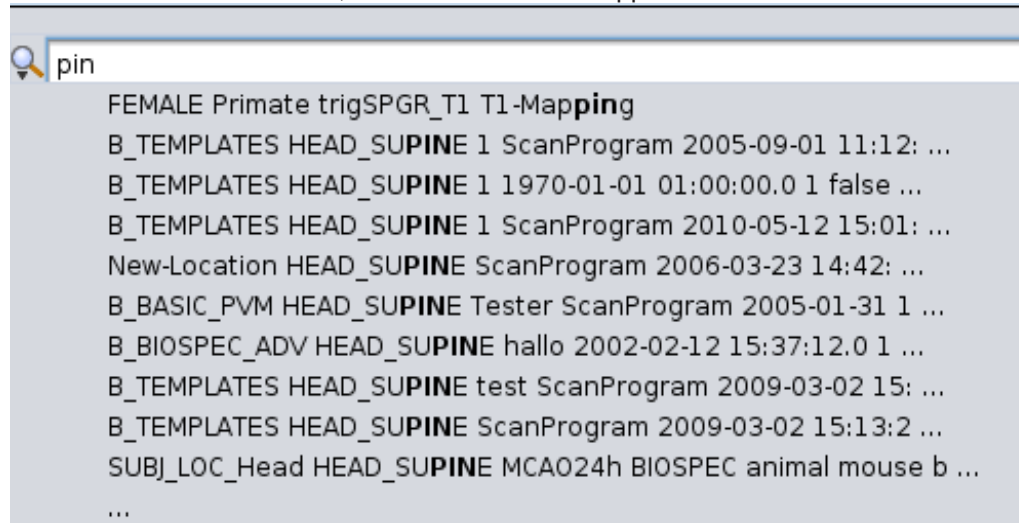 pin
FEMALE Primate trigSPGR_T1 T1-Mapping
B_TEMPLATES HEAD_SUPINE 1 ScanProgram 2005-09-01 11:12: ...
B_TEMPLATES HEAD_SUPINE 1 1970-01-01 01:00:00.0 1 false ...
B_TEMPLATES HEAD_SUPINE 1 ScanProgram 2010-05-12 15:01: ...
New-Location HEAD_SUPINE ScanProgram 2006-03-23 14:42: ...
B_BASIC_PVM HEAD_SUPINE Tester ScanProgram 2005-01-31 1 ...
B_BIOSPEC_ADV HEAD_SUPINE hallo 2002-02-12 15:37:12.0 1 ...
B_TEMPLATES HEAD_SUPINE test ScanProgram 2009-03-02 15: ...
B_TEMPLATES HEAD_SUPINE ScanProgram 2009-03-02 15:13:2 ...
SUBJ_LOC_Head HEAD_SUPINE MCAO24h BIOSPEC animal mouse b ...
...